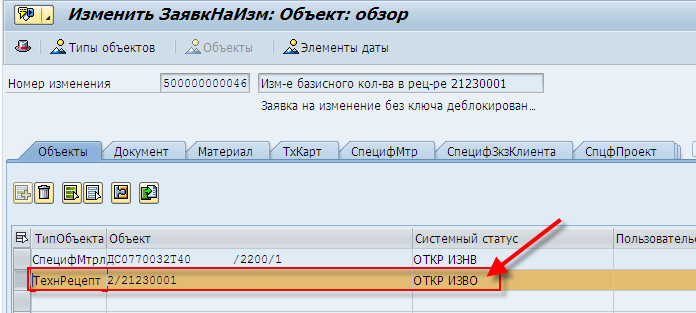 Изменить ЗаявкНаИзм: Объект: обзор
Типы объектов Объекты Элементы даты
Номер изменения 500000000046 Изм-е базисного кол-ва в рец-ре 21230001
Заявка на изменение без ключа деблокирован…
Объекты Документ Материал ТхКарт СпецифМтр СпецифЗкзКлиента СпцфПроект
ТипОбъекта Объект Системный статус Пользователь
СпецифМтрл ДС0770032Т40 /2200/1 ОТКР ИЗНВ
ТехнРецепт 2/21230001 ОТКР ИЗВО